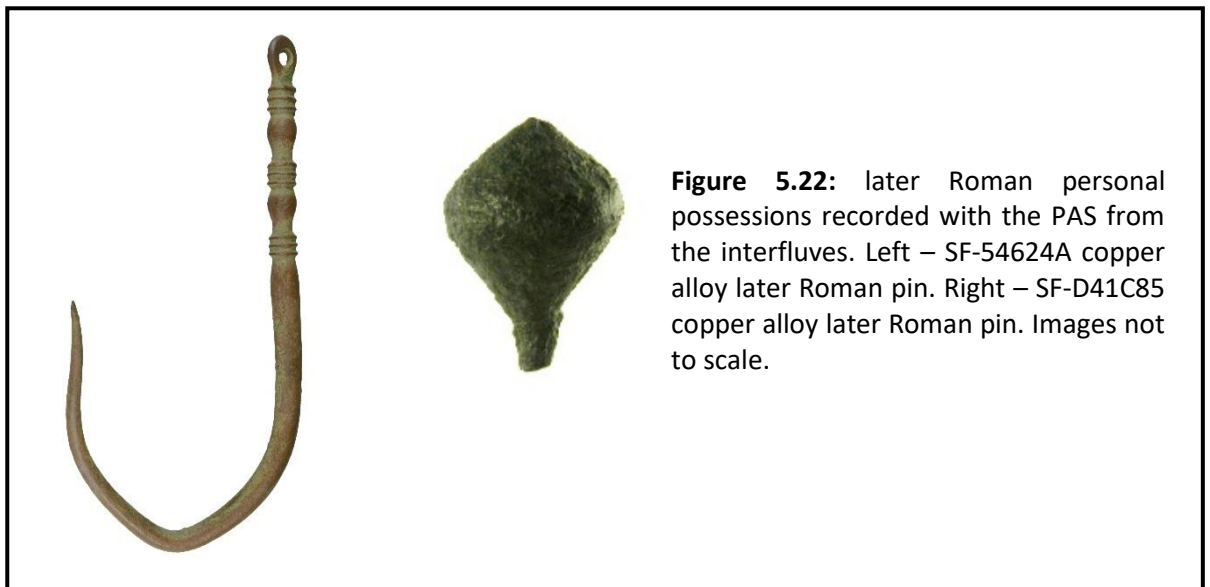 Figure 5.22: later Roman personal
possessions recorded with the PAS from
the interfluves. Left – SF-54624A copper
alloy later Roman pin. Right – SF-D41C85
copper alloy later Roman pin. Images not
to scale.